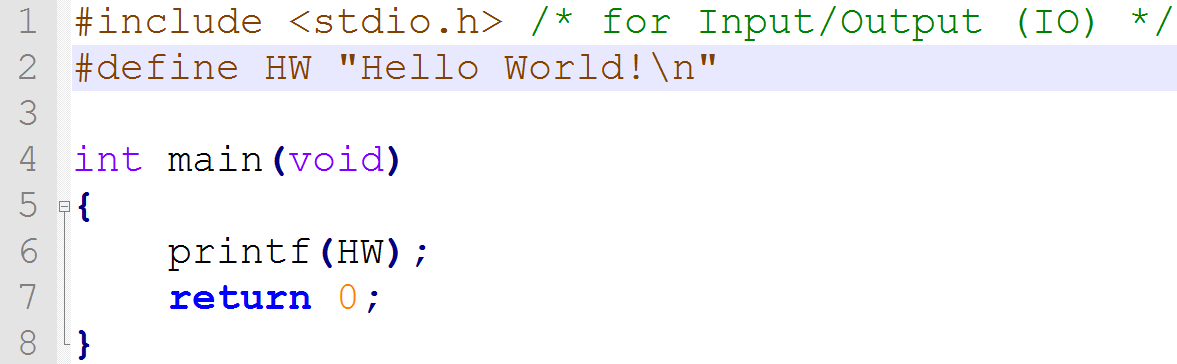 1 #include <stdio.h> /* for Input/Output (IO) */
2 #define HW "Hello World!\n"
3
4 int main(void)
5 {
6     printf(HW);
7     return 0;
8 }